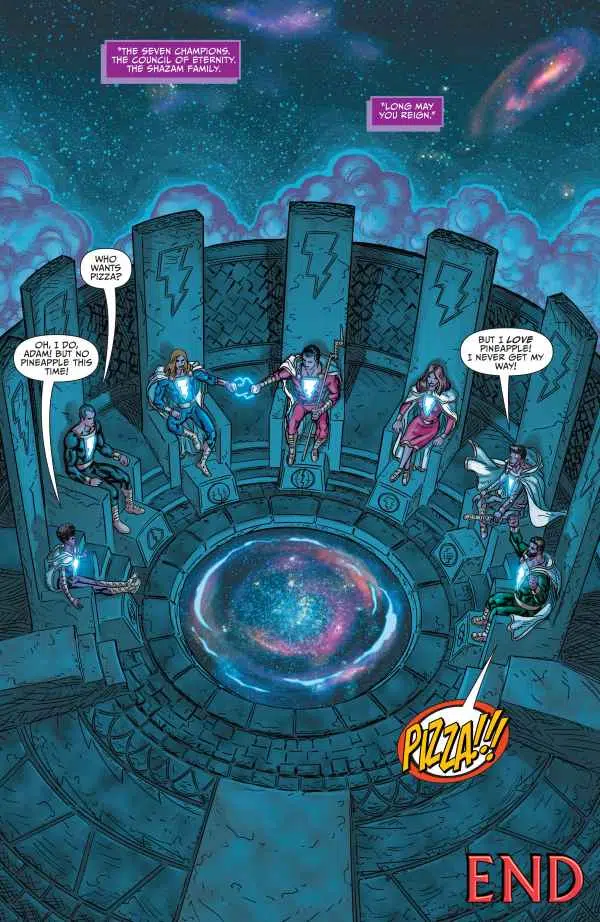 "THE SEVEN CHAMPIONS.
THE COUNCIL OF ETERNITY.
THE SHAZAM FAMILY.
"LONG MAY
YOU REIGN."
WHO
WANTS
PIZZA?
OH, I DO,
ADAM! BUT NO
PINEAPPLE THIS
TIME!
BUT I LOVE
PINEAPPLE!
I NEVER GET MY
WAY!
PIZZA!!!
END